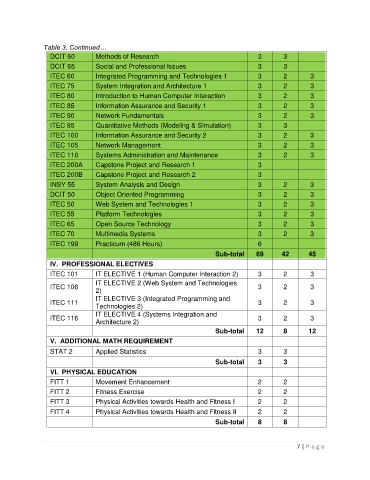 Table 3. Continued…
DCIT 60 Methods of Research 3 3
DCIT 65 Social and Professional Issues 3 3
ITEC 60 Integrated Programming and Technologies 1 3 2 3
ITEC 75 System Integration and Architecture 1 3 2 3
ITEC 80 Introduction to Human Computer Interaction 3 2 3
ITEC 85 Information Assurance and Security 1 3 2 3
ITEC 90 Network Fundamentals 3 2 3
ITEC 95 Quantitative Methods (Modeling & Simulation) 3 3
ITEC 100 Information Assurance and Security 2 3 2 3
ITEC 105 Network Management 3 2 3
ITEC 110 Systems Administration and Maintenance 3 2 3
ITEC 200A Capstone Project and Research 1 3
ITEC 200B Capstone Project and Research 2 3
INSY 55 System Analysis and Design 3 2 3
DCIT 50 Object Oriented Programming 3 2 3
ITEC 50 Web System and Technologies 1 3 2 3
ITEC 55 Platform Technologies 3 2 3
ITEC 65 Open Source Technology 3 2 3
ITEC 70 Multimedia Systems 3 2 3
ITEC 199 Practicum (486 Hours) 6
Sub-total 69 42 45
IV. PROFESSIONAL ELECTIVES
ITEC 101 IT ELECTIVE 1 (Human Computer Interaction 2) 3 2 3
ITEC 106 IT ELECTIVE 2 (Web System and Technologies
2) 3 2 3
ITEC 111 IT ELECTIVE 3 (Integrated Programming and
Technologies 2) 3 2 3
ITEC 116 IT ELECTIVE 4 (Systems Integration and
Architecture 2) 3 2 3
Sub-total 12 8 12
V. ADDITIONAL MATH REQUIREMENT
STAT 2 Applied Statistics 3 3
Sub-total 3 3
VI. PHYSICAL EDUCATION
FITT 1 Movement Enhancement 2 2
FITT 2 Fitness Exercise 2 2
FITT 3 Physical Activities towards Health and Fitness I 2 2
FITT 4 Physical Activities towards Health and Fitness II 2 2
Sub-total 8 8
7 | P a g e